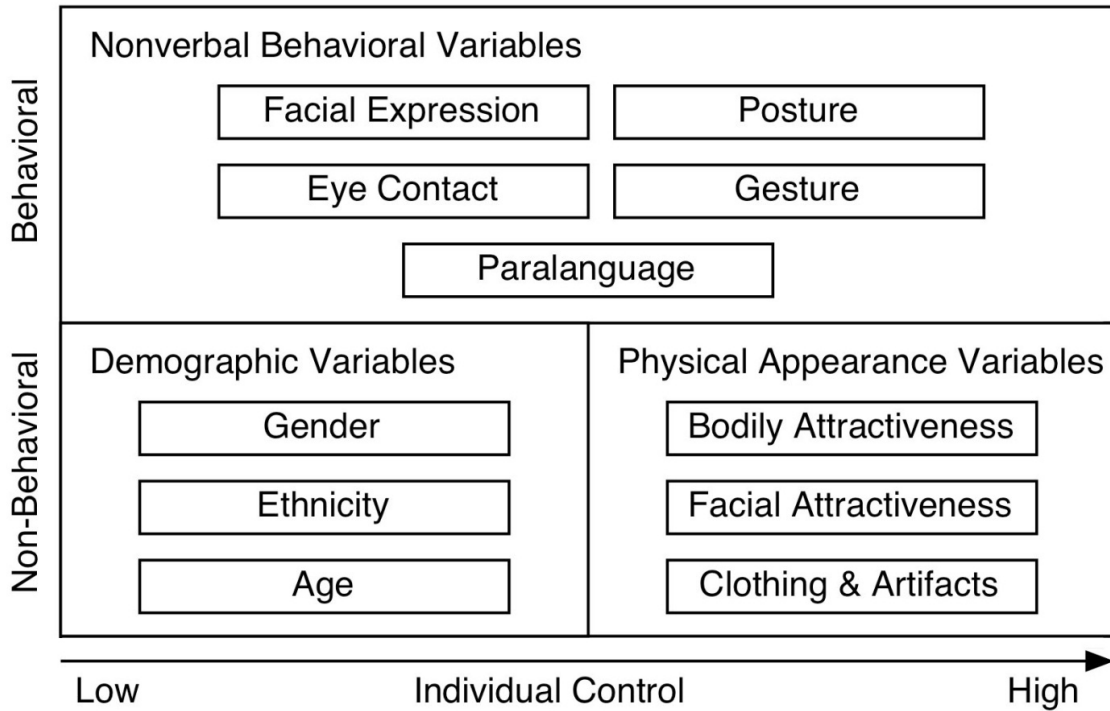 Behavioral
Nonverbal Behavioral Variables
Facial Expression
Posture
Eye Contact
Gesture
Paralanguage
Non-Behavioral
Demographic Variables
Gender
Ethnicity
Age
Physical Appearance Variables
Bodily Attractiveness
Facial Attractiveness
Clothing & Artifacts
Low
Individual Control
High